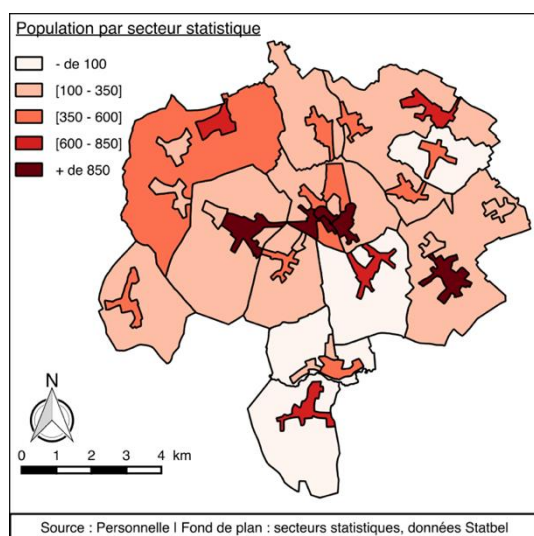 Population par secteur statistique
- de 100
[100 - 350]
[350 - 600]
[600 - 850]
+ de 850
N
0 1 2 3 4 km
Source : Personnelle I Fond de plan : secteurs statistiques, données Statbel